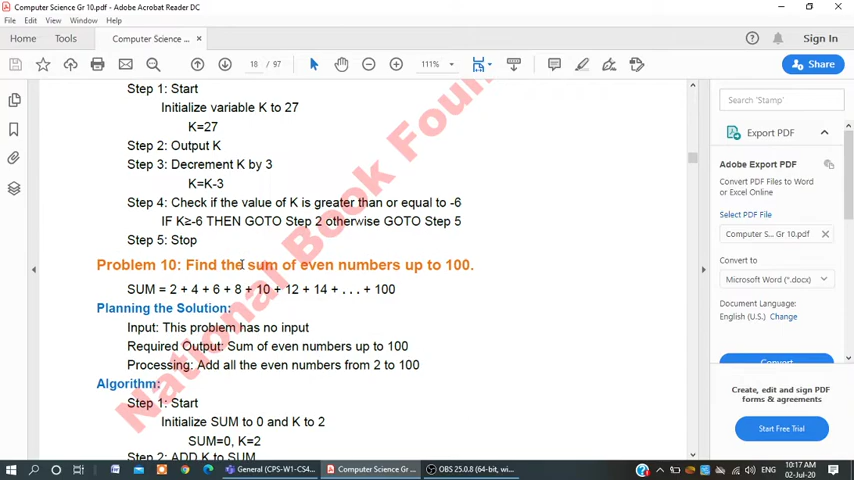 Computer Science Gr 10.pdf - Adobe Acrobat Reader DC
File Edit View Window Help
Home Tools Computer Science ... × Sign In
18 / 97 111% Share
Step 1: Start
Initialize variable K to 27
K=27
Step 2: Output K
Step 3: Decrement K by 3
K=K-3
Step 4: Check if the value of K is greater than or equal to -6
IF K≥-6 THEN GOTO Step 2 otherwise GOTO Step 5
Step 5: Stop
Problem 10: Find the sum of even numbers up to 100.
SUM = 2 + 4 + 6 + 8 + 10 + 12 + 14 + . . . + 100
Planning the Solution:
Input: This problem has no input
Required Output: Sum of even numbers up to 100
Processing: Add all the even numbers from 2 to 100
Algorithm:
Step 1: Start
Initialize SUM to 0 and K to 2
SUM=0, K=2
Step 2: ADD K to SUM
National Book Foun
Search 'Stamp'
Export PDF
Adobe Export PDF
Convert PDF Files to Word
or Excel Online
Select PDF File
Computer S... Gr 10.pdf
Convert to
Microsoft Word (*.docx)
Document Language:
English (U.S.) Change
Convert
Create, edit and sign PDF
forms & agreements
Start Free Trial
General (CPS-W1-CS4...
Computer Science Gr ...
OBS 25.0.8 (64-bit, wi...
ENG
10:17 AM
02-Jul-20